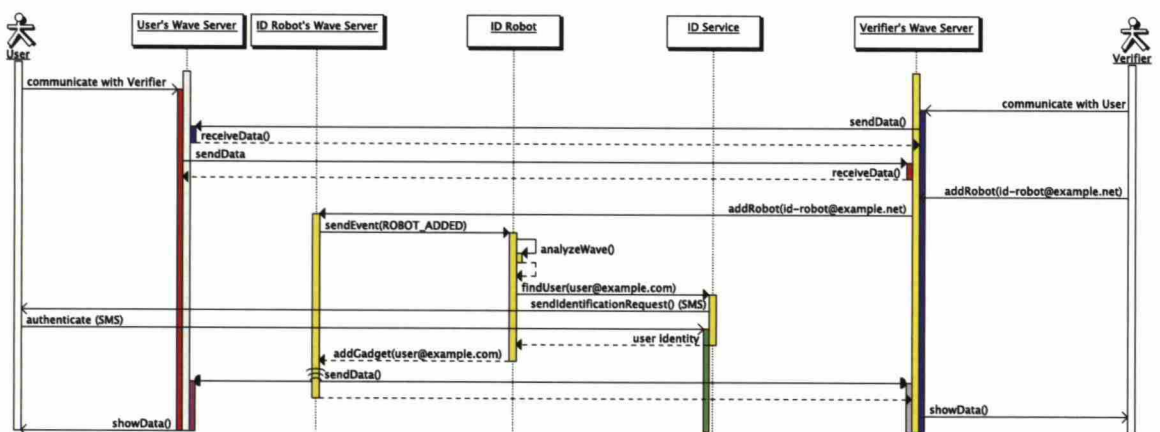 User's Wave Server
ID Robot's Wave Server
ID Robot
ID Service
Verifier's Wave Server
User
Verifier
communicate with Verifier
communicate with User
sendData()
receiveData()
sendData
receiveData()
addRobot(id-robot@example.net)
addRobot(id-robot@example.net)
sendEvent(ROBOT_ADDED)
analyzeWave()
findUser(user@example.com)
sendIdentificationRequest() (SMS)
authenticate (SMS)
user identity
addGadget(user@example.com)
sendData()
showData()
showData()